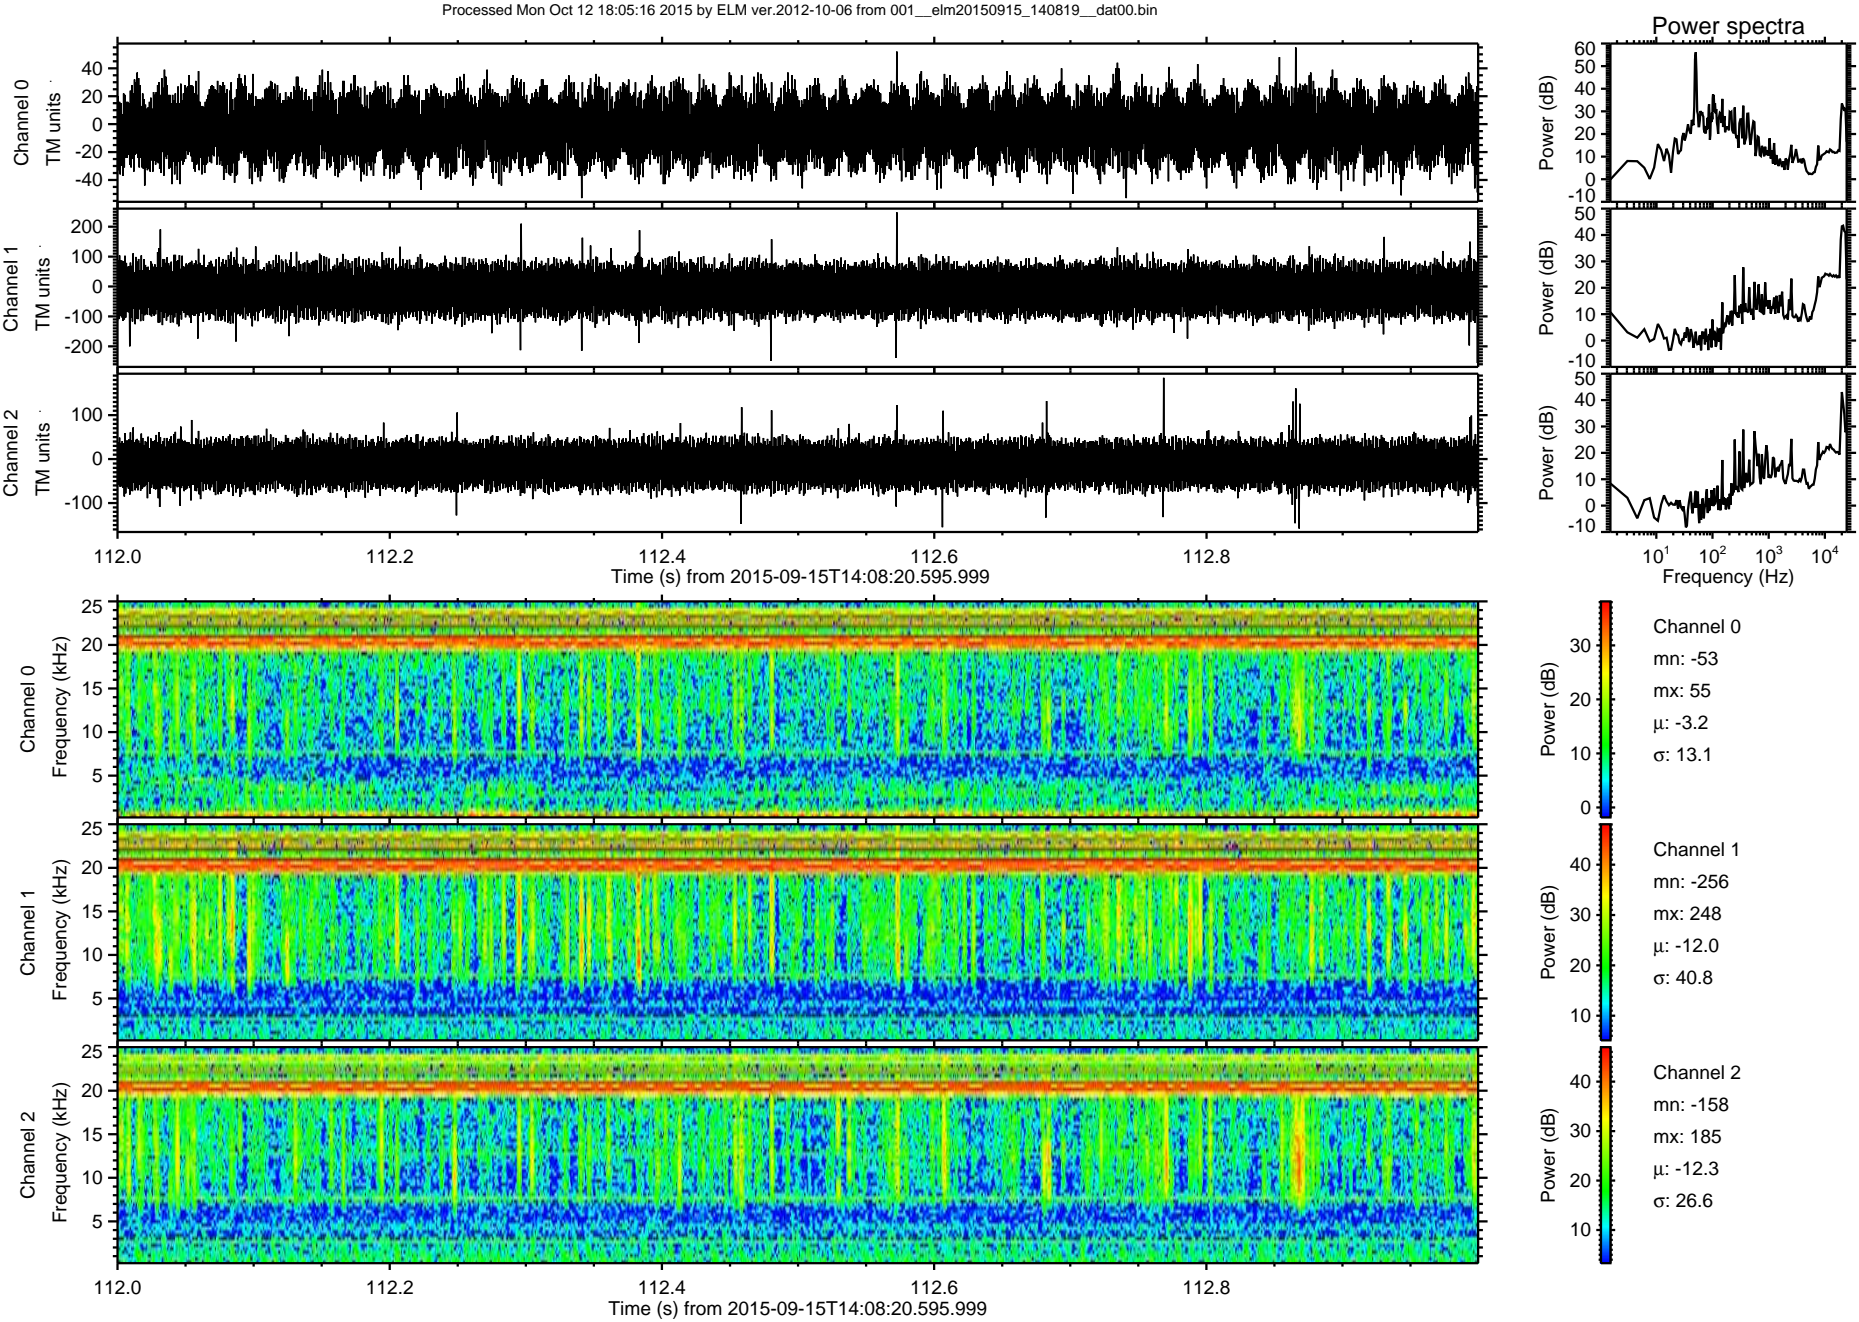 Processed Mon Oct 12 18:05:16 2015 by ELM ver.2012-10-06 from 001__elm20150915_140819__dat00.bin
Power spectra
Channel 0
TM units
40
20
0
-20
-40
Power (dB)
60
50
40
30
20
10
0
-10
Channel 1
TM units
200
100
0
-100
-200
Power (dB)
50
40
30
20
10
0
-10
Channel 2
TM units
100
0
-100
Power (dB)
50
40
30
20
10
0
-10
112.0 112.2 112.4 112.6 112.8
Time (s) from 2015-09-15T14:08:20.595.999
10¹ 10² 10³ 10⁴
Frequency (Hz)
Channel 0
Frequency (kHz)
25
20
15
10
5
Power (dB)
30
20
10
0
Channel 0
mn: -53
mx: 55
μ: -3.2
σ: 13.1
Channel 1
Frequency (kHz)
25
20
15
10
5
Power (dB)
40
30
20
10
Channel 1
mn: -256
mx: 248
μ: -12.0
σ: 40.8
Channel 2
Frequency (kHz)
25
20
15
10
5
Power (dB)
40
30
20
10
Channel 2
mn: -158
mx: 185
μ: -12.3
σ: 26.6
112.0 112.2 112.4 112.6 112.8
Time (s) from 2015-09-15T14:08:20.595.999